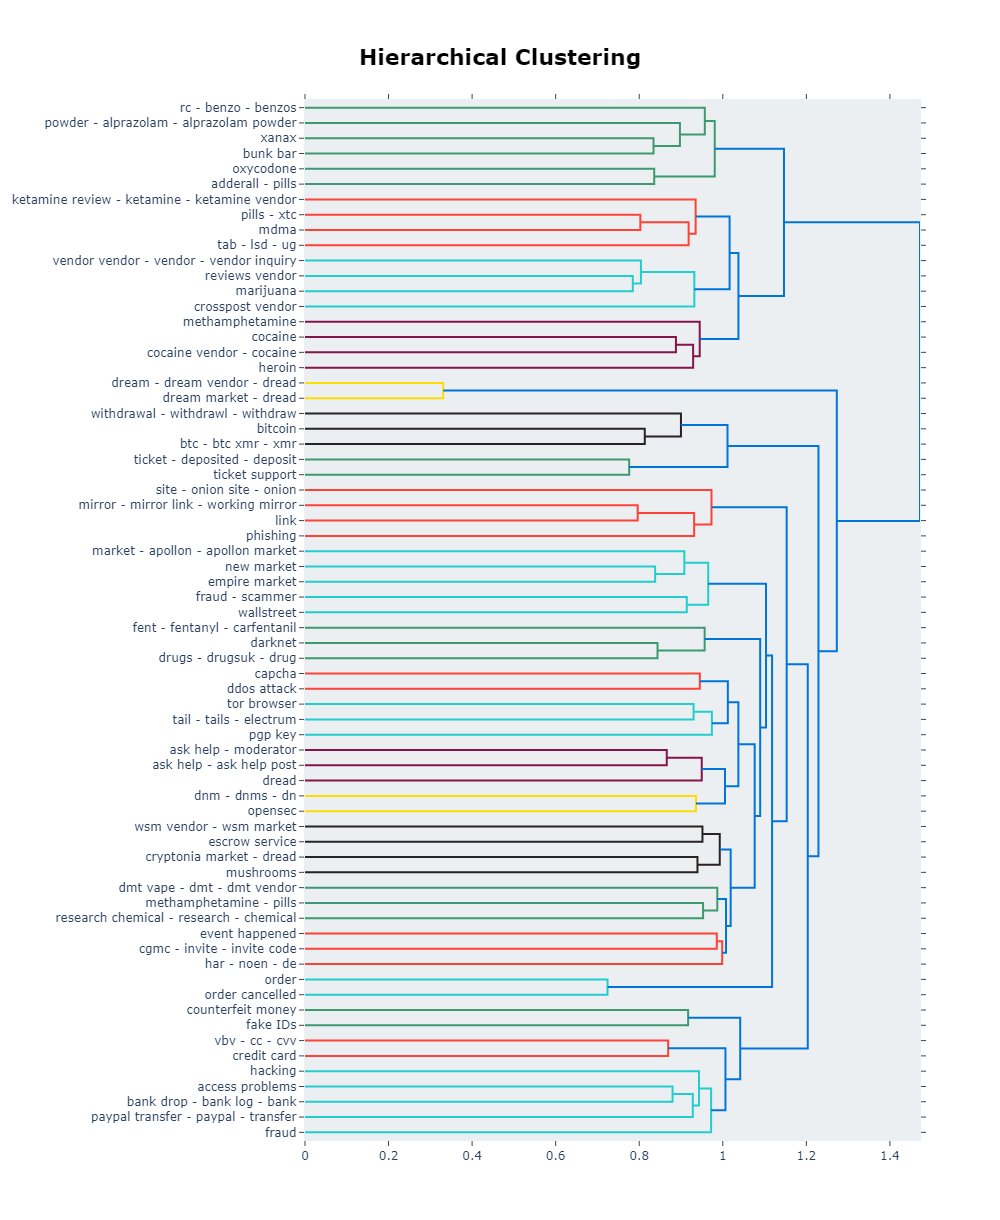 Hierarchical Clustering
rc - benzo - benzos
powder - alprazolam - alprazolam powder
xanax
bunk bar
oxycodone
adderall - pills
ketamine review - ketamine - ketamine vendor
pills - xtc
mdma
tab - lsd - ug
vendor vendor - vendor - vendor inquiry
reviews vendor
marijuana
crosspost vendor
methamphetamine
cocaine
cocaine vendor - cocaine
heroin
dream - dream vendor - dread
dream market - dread
withdrawal - withdrawl - withdraw
bitcoin
btc - btc xmr - xmr
ticket - deposited - deposit
ticket support
site - onion site - onion
mirror - mirror link - working mirror
link
phishing
market - apollon - apollon market
new market
empire market
fraud - scammer
wallstreet
fent - fentanyl - carfentanil
darknet
drugs - drugsuk - drug
capcha
ddos attack
tor browser
tail - tails - electrum
pgp key
ask help - moderator
ask help - ask help post
dread
dnm - dnms - dn
opensec
wsm vendor - wsm market
escrow service
cryptonia market - dread
mushrooms
dmt vape - dmt - dmt vendor
methamphetamine - pills
research chemical - research - chemical
event happened
cgmc - invite - invite code
har - noen - de
order
order cancelled
counterfeit money
fake IDs
vbv - cc - cvv
credit card
hacking
access problems
bank drop - bank log - bank
paypal transfer - paypal - transfer
fraud
0 0.2 0.4 0.6 0.8 1 1.2 1.4